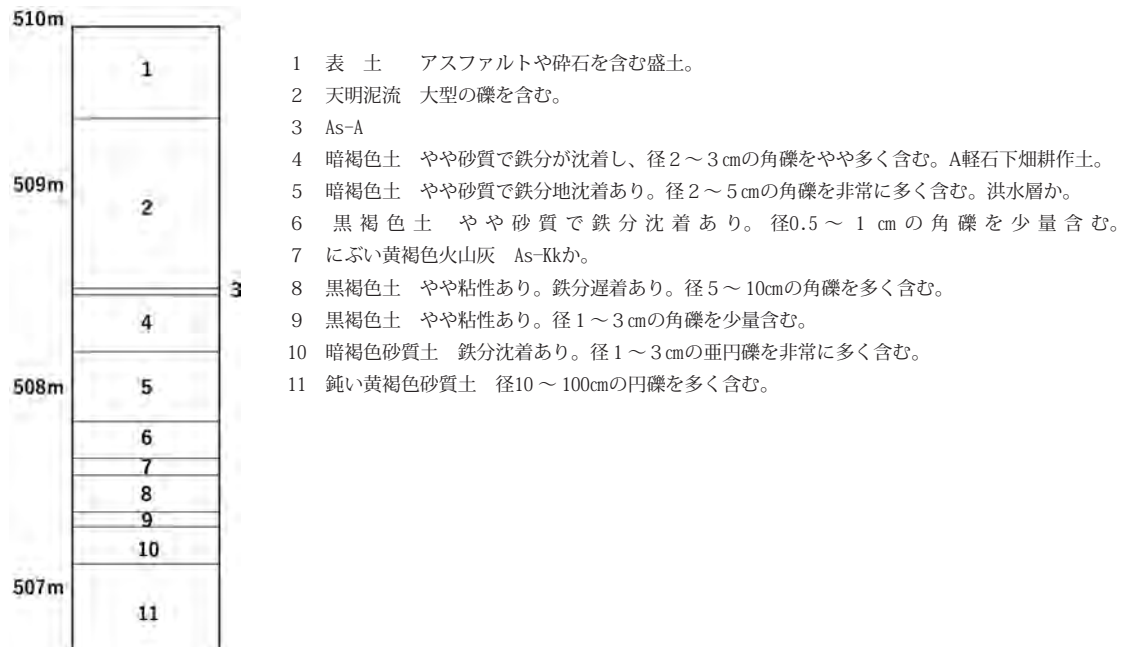 510m
509m
508m
507m
1
2
3
4
5
6
7
8
9
10
11
1 表 土 アスファルトや砕石を含む盛土。
2 天明泥流 大型の礫を含む。
3 As-A
4 暗褐色土 やや砂質で鉄分が沈着し、径2～3㎝の角礫をやや多く含む。A軽石下畑耕作土。
5 暗褐色土 やや砂質で鉄分地沈着あり。径2～5㎝の角礫を非常に多く含む。洪水層か。
6 黒褐色土 やや砂質で鉄分沈着あり。径0.5～1㎝の角礫を少量含む。
7 にぶい黄褐色火山灰 As-Kkか。
8 黒褐色土 やや粘性あり。鉄分遅着あり。径5～10㎝の角礫を多く含む。
9 黒褐色土 やや粘性あり。径1～3㎝の角礫を少量含む。
10 暗褐色砂質土 鉄分沈着あり。径1～3㎝の亜円礫を非常に多く含む。
11 鈍い黄褐色砂質土 径10～100㎝の円礫を多く含む。